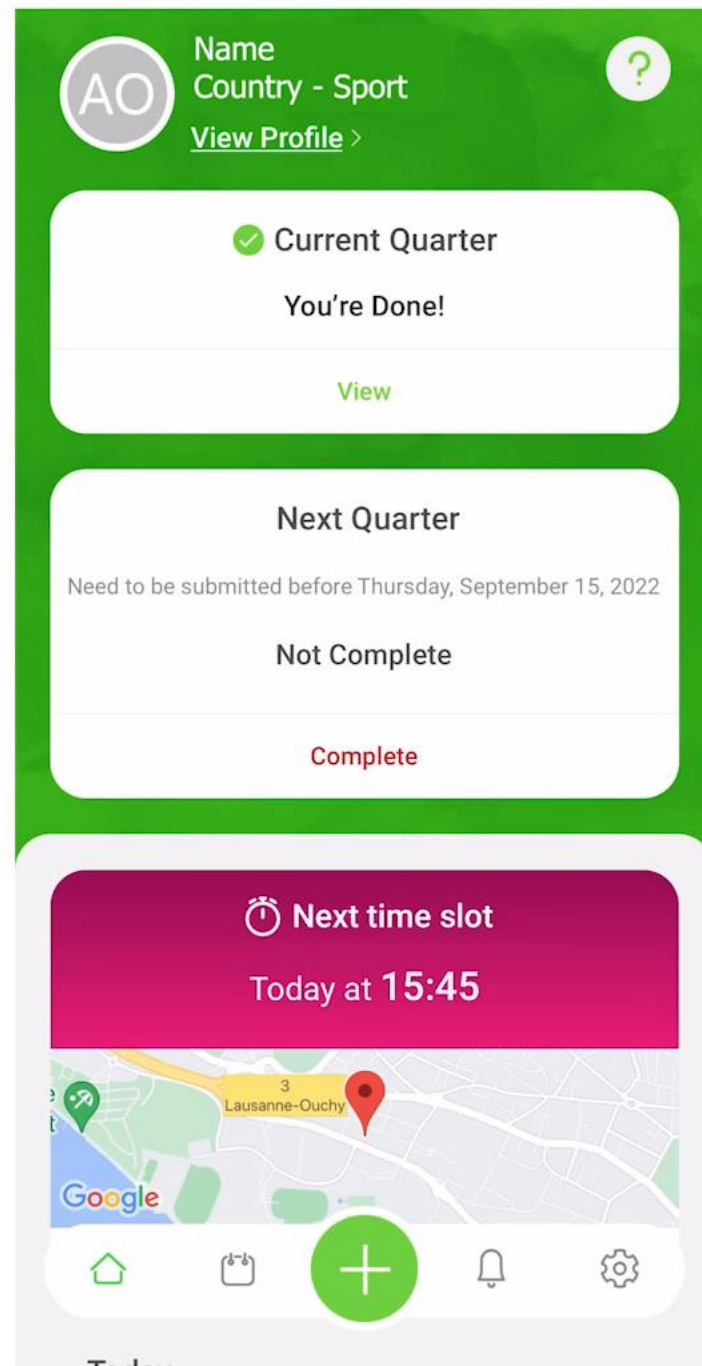 AO
Name
Country - Sport
View Profile >
?
Current Quarter
You're Done!
View
Next Quarter
Need to be submitted before Thursday, September 15, 2022
Not Complete
Complete
Next time slot
Today at 15:45
3
Lausanne-Ouchy
e
t
Google
Today